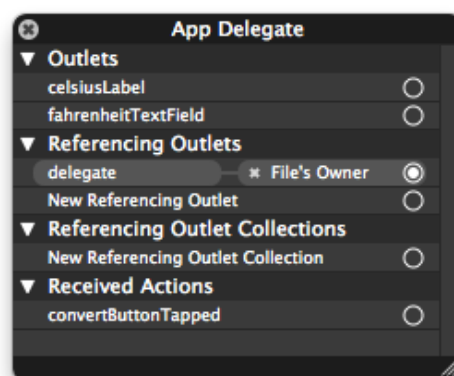 App Delegate
Outlets
celsiusLabel
fahrenheitTextField
Referencing Outlets
delegate File's Owner
New Referencing Outlet
Referencing Outlet Collections
New Referencing Outlet Collection
Received Actions
convertButtonTapped